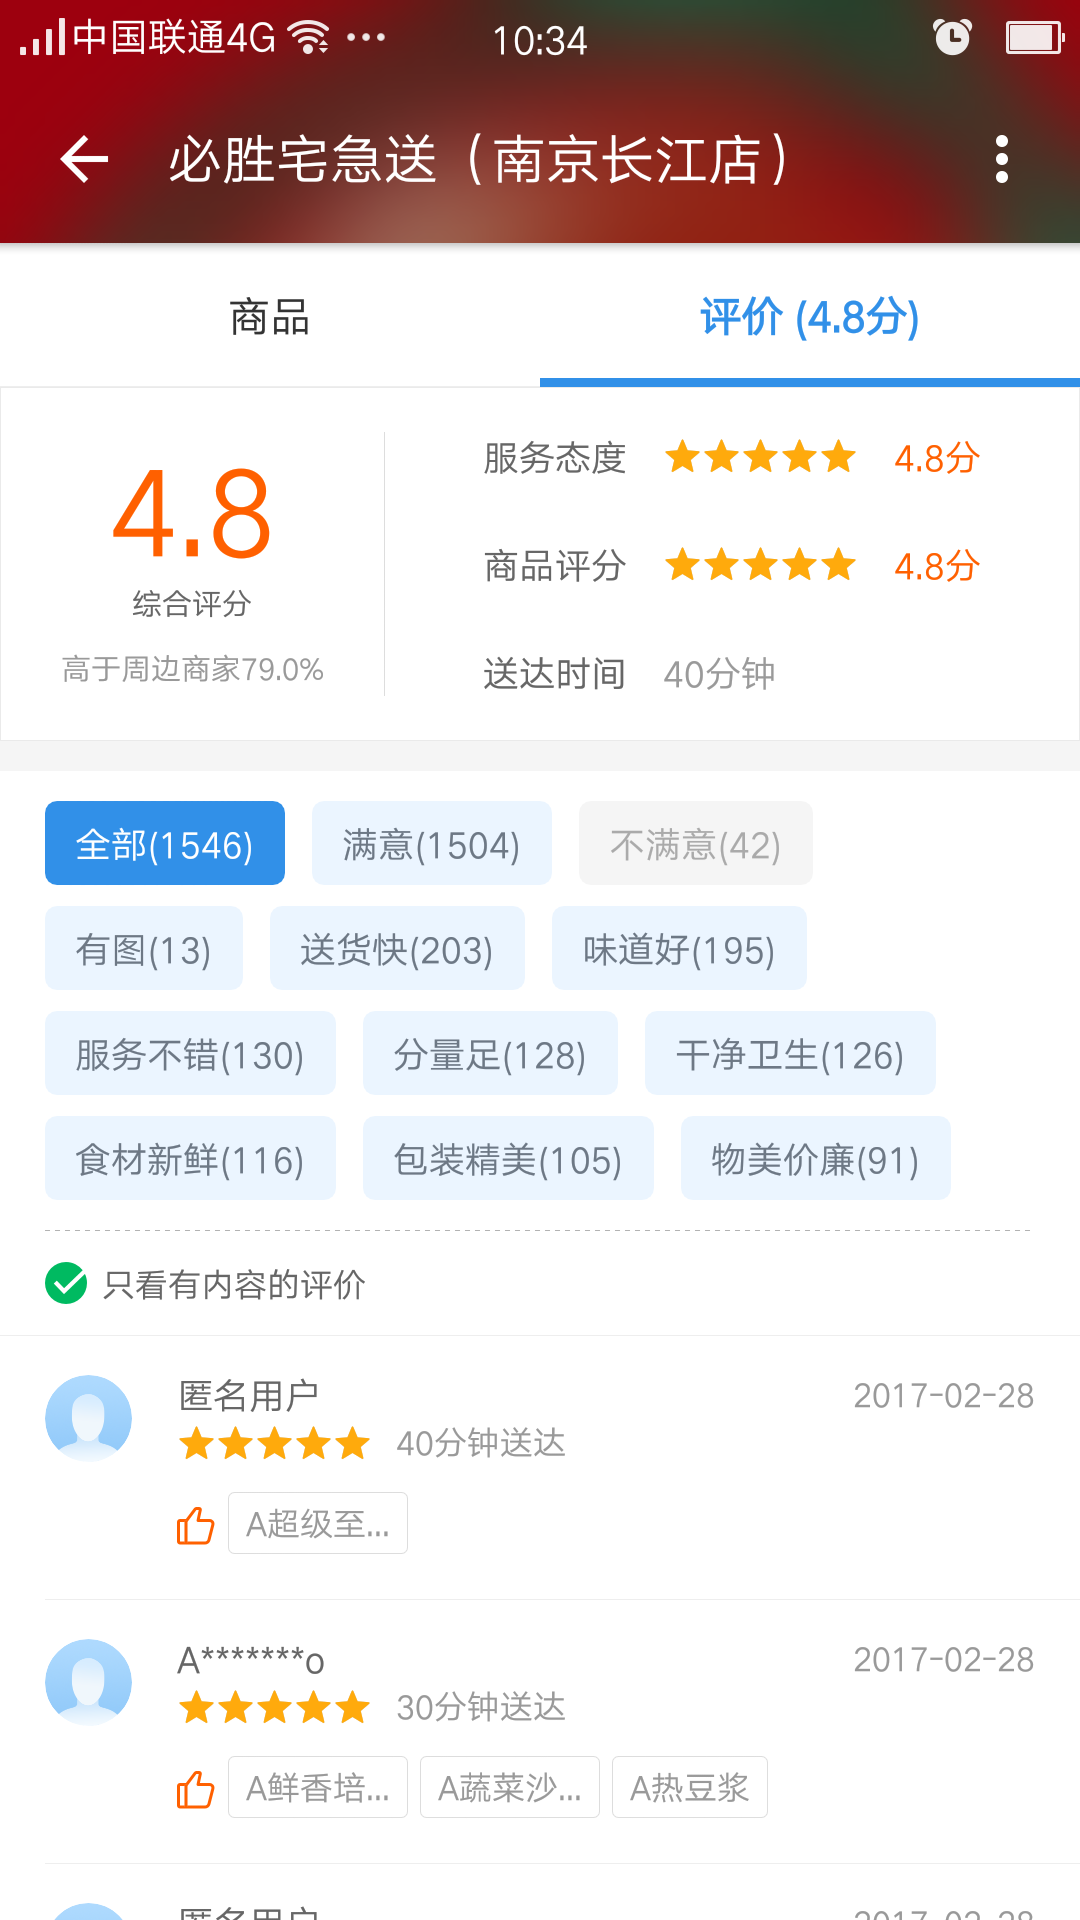 中国联通4G
10:34
必胜宅急送（南京长江店）
商品
评价 (4.8分)
4.8
综合评分
高于周边商家79.0%
服务态度
4.8分
商品评分
4.8分
送达时间
40分钟
全部(1546)
满意(1504)
不满意(42)
有图(13)
送货快(203)
味道好(195)
服务不错(130)
分量足(128)
干净卫生(126)
食材新鲜(116)
包装精美(105)
物美价廉(91)
只看有内容的评价
匿名用户
2017-02-28
40分钟送达
A超级至...
A*******o
2017-02-28
30分钟送达
A鲜香培...
A蔬菜沙...
A热豆浆
匿名用户
2017-02-28